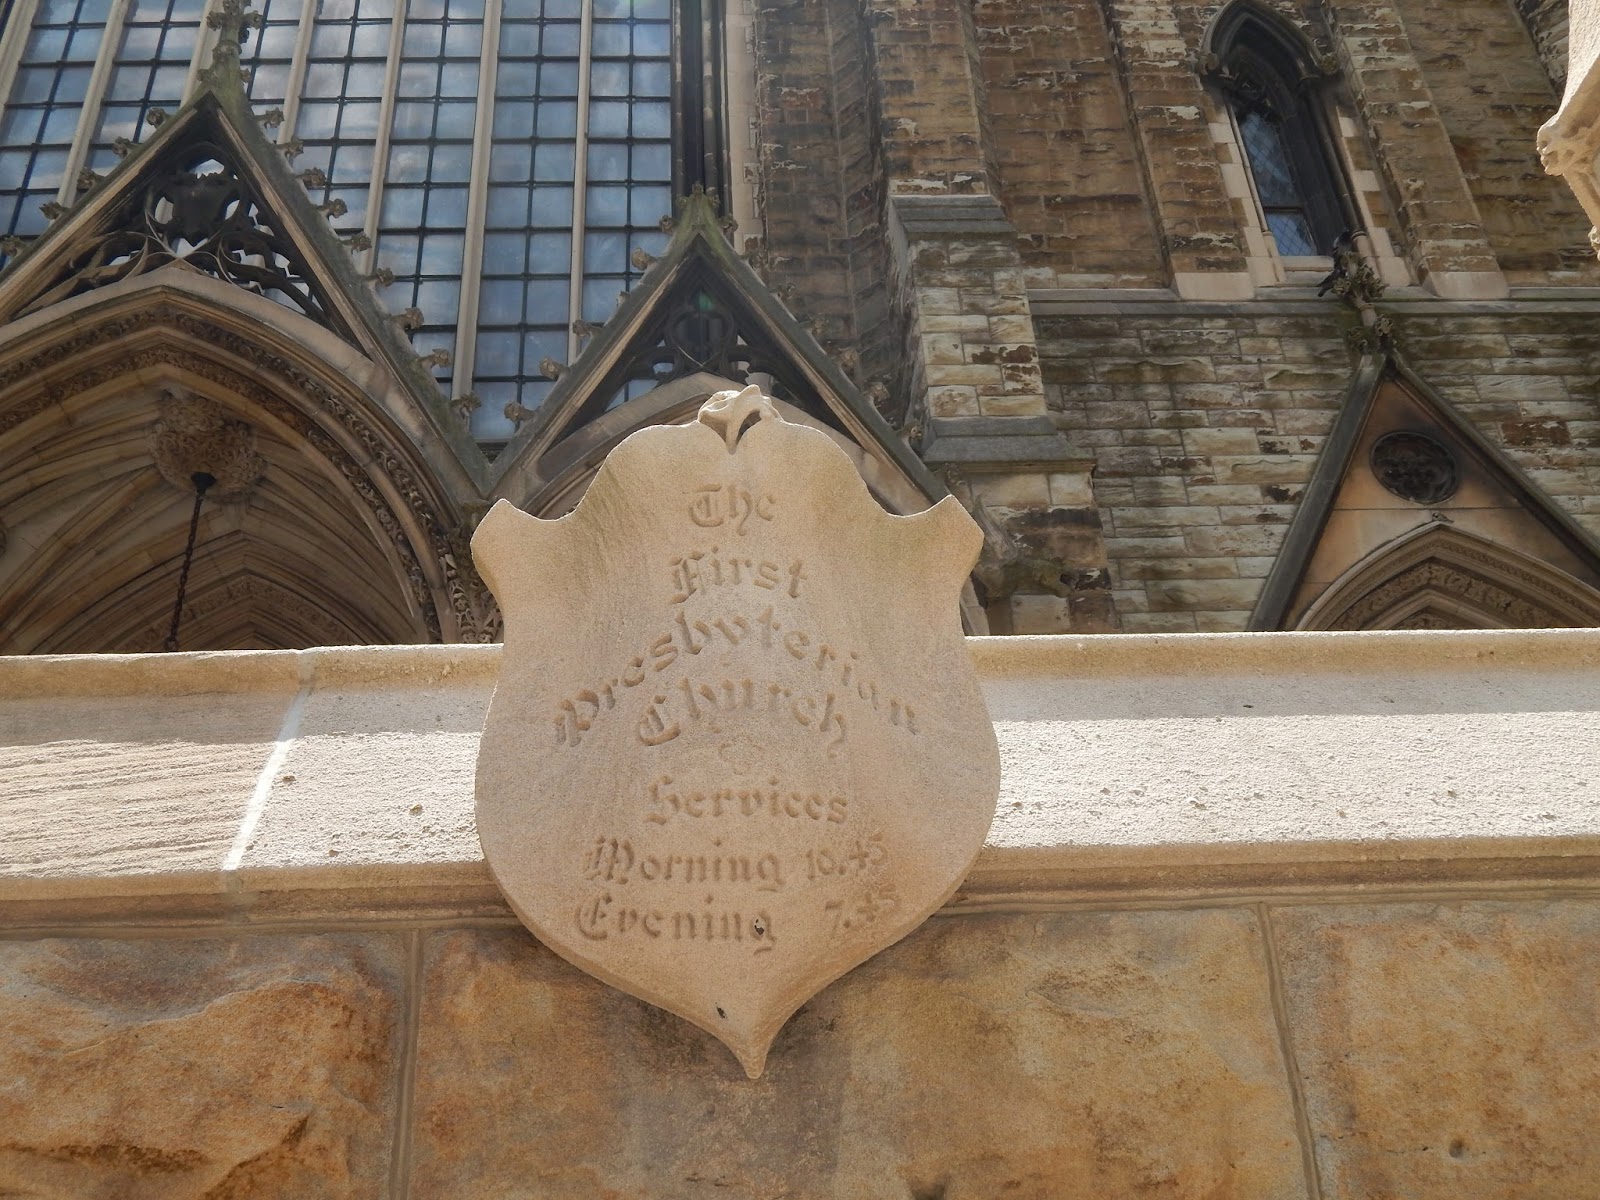 The
First
Presbyterian
Church
Services
Morning 10.45
Evening 7.45